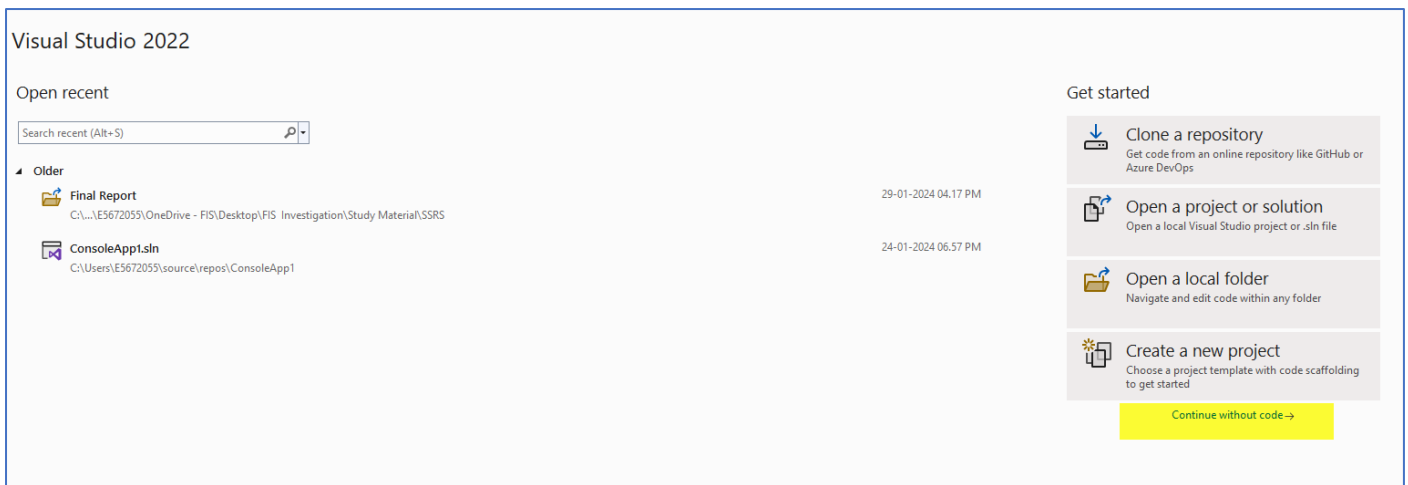 Visual Studio 2022
Open recent
Search recent (Alt+S)
Older
Final Report
29-01-2024 04.17 PM
C:\...\E5672055\OneDrive - FIS\Desktop\FIS Investigation\Study Material\SSRS
ConsoleApp1.sln
24-01-2024 06.57 PM
C:\Users\E5672055\source\repos\ConsoleApp1
Get started
Clone a repository
Get code from an online repository like GitHub or
Azure DevOps
Open a project or solution
Open a local Visual Studio project or .sln file
Open a local folder
Navigate and edit code within any folder
Create a new project
Choose a project template with code scaffolding
to get started
Continue without code→